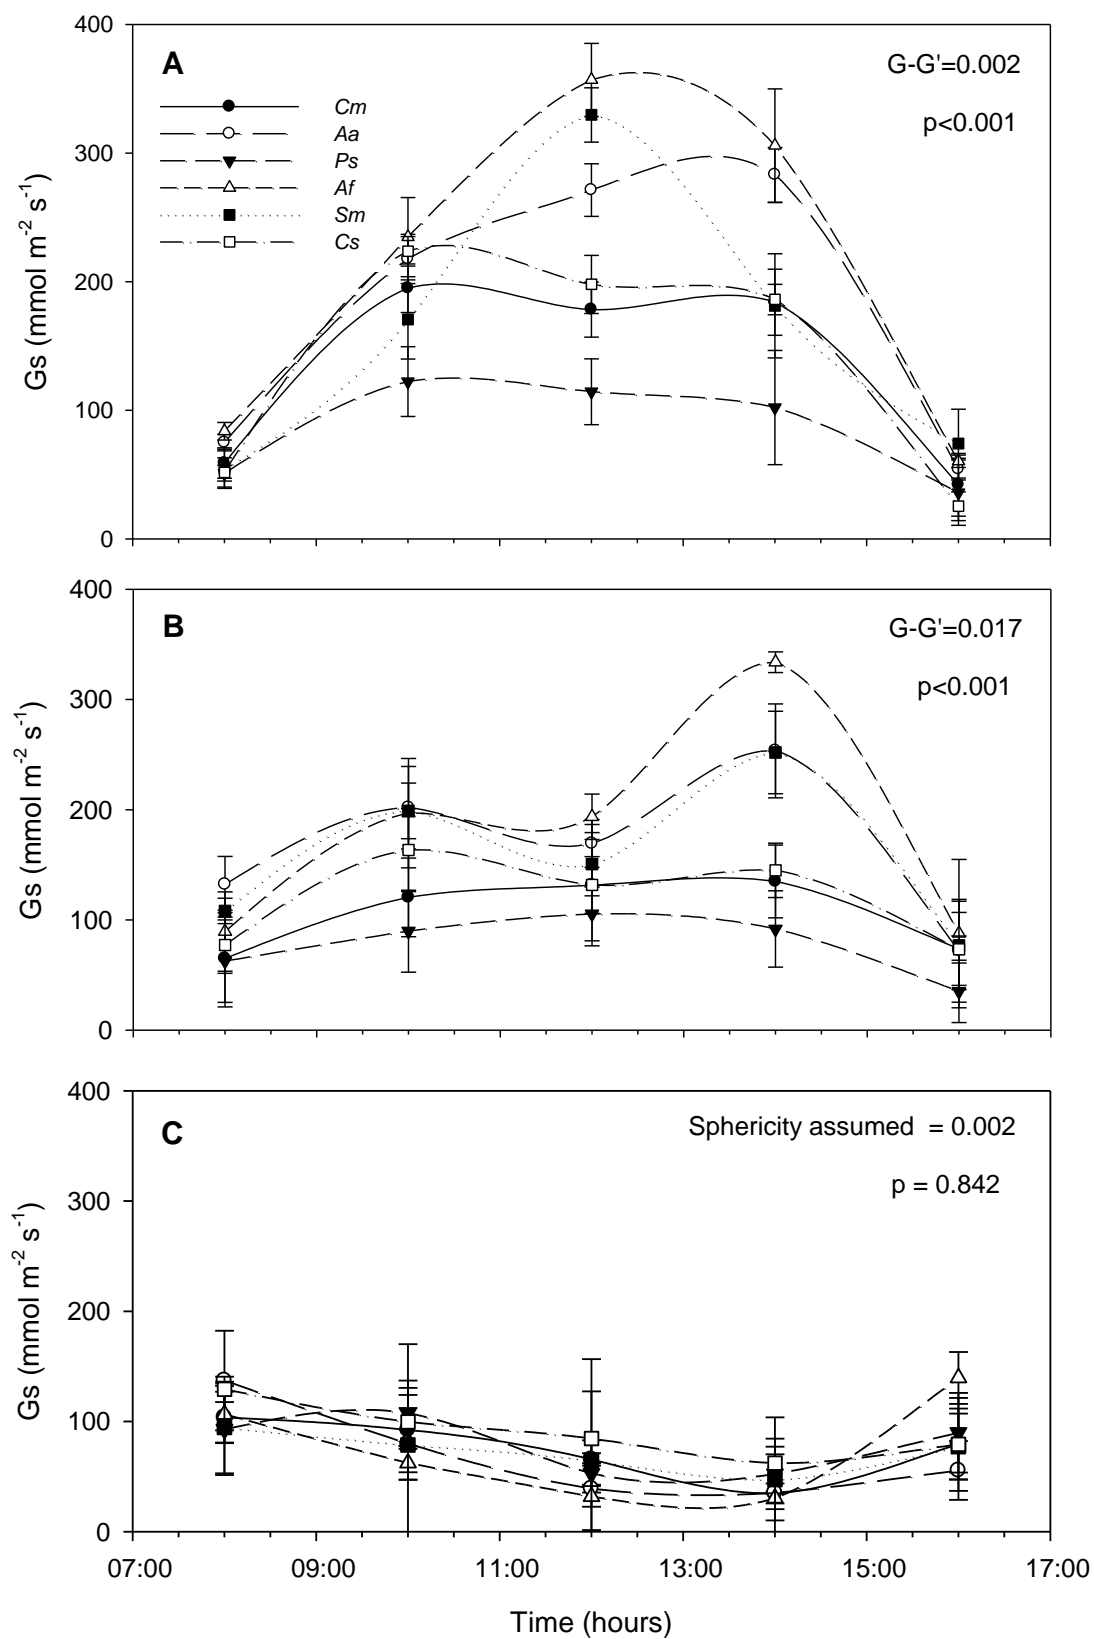 400
A
G-G'=0.002
p<0.001
Cm
Aa
Ps
Af
Sm
Cs
300
200
100
0
Gs (mmol m-2 s-1)
400
B
G-G'=0.017
p<0.001
300
200
100
0
Gs (mmol m-2 s-1)
400
C
Sphericity assumed = 0.002
p = 0.842
300
200
100
0
Gs (mmol m-2 s-1)
07:00 09:00 11:00 13:00 15:00 17:00
Time (hours)